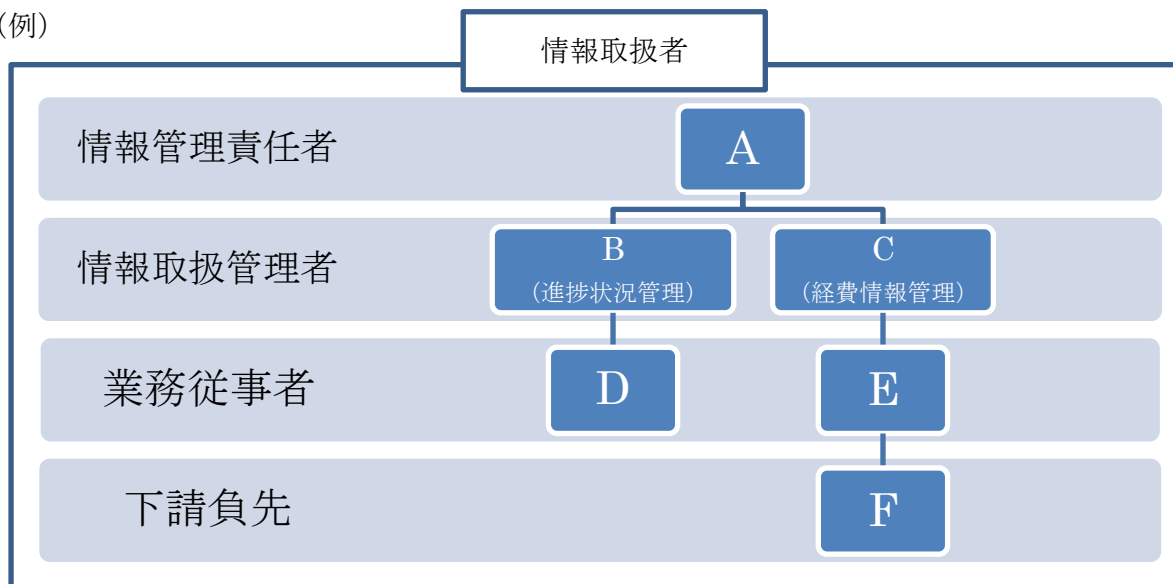 (例)
情報取扱者
情報管理責任者
A
情報取扱管理者
B
(進捗状況管理)
C
(経費情報管理)
業務従事者
D
E
下請負先
F